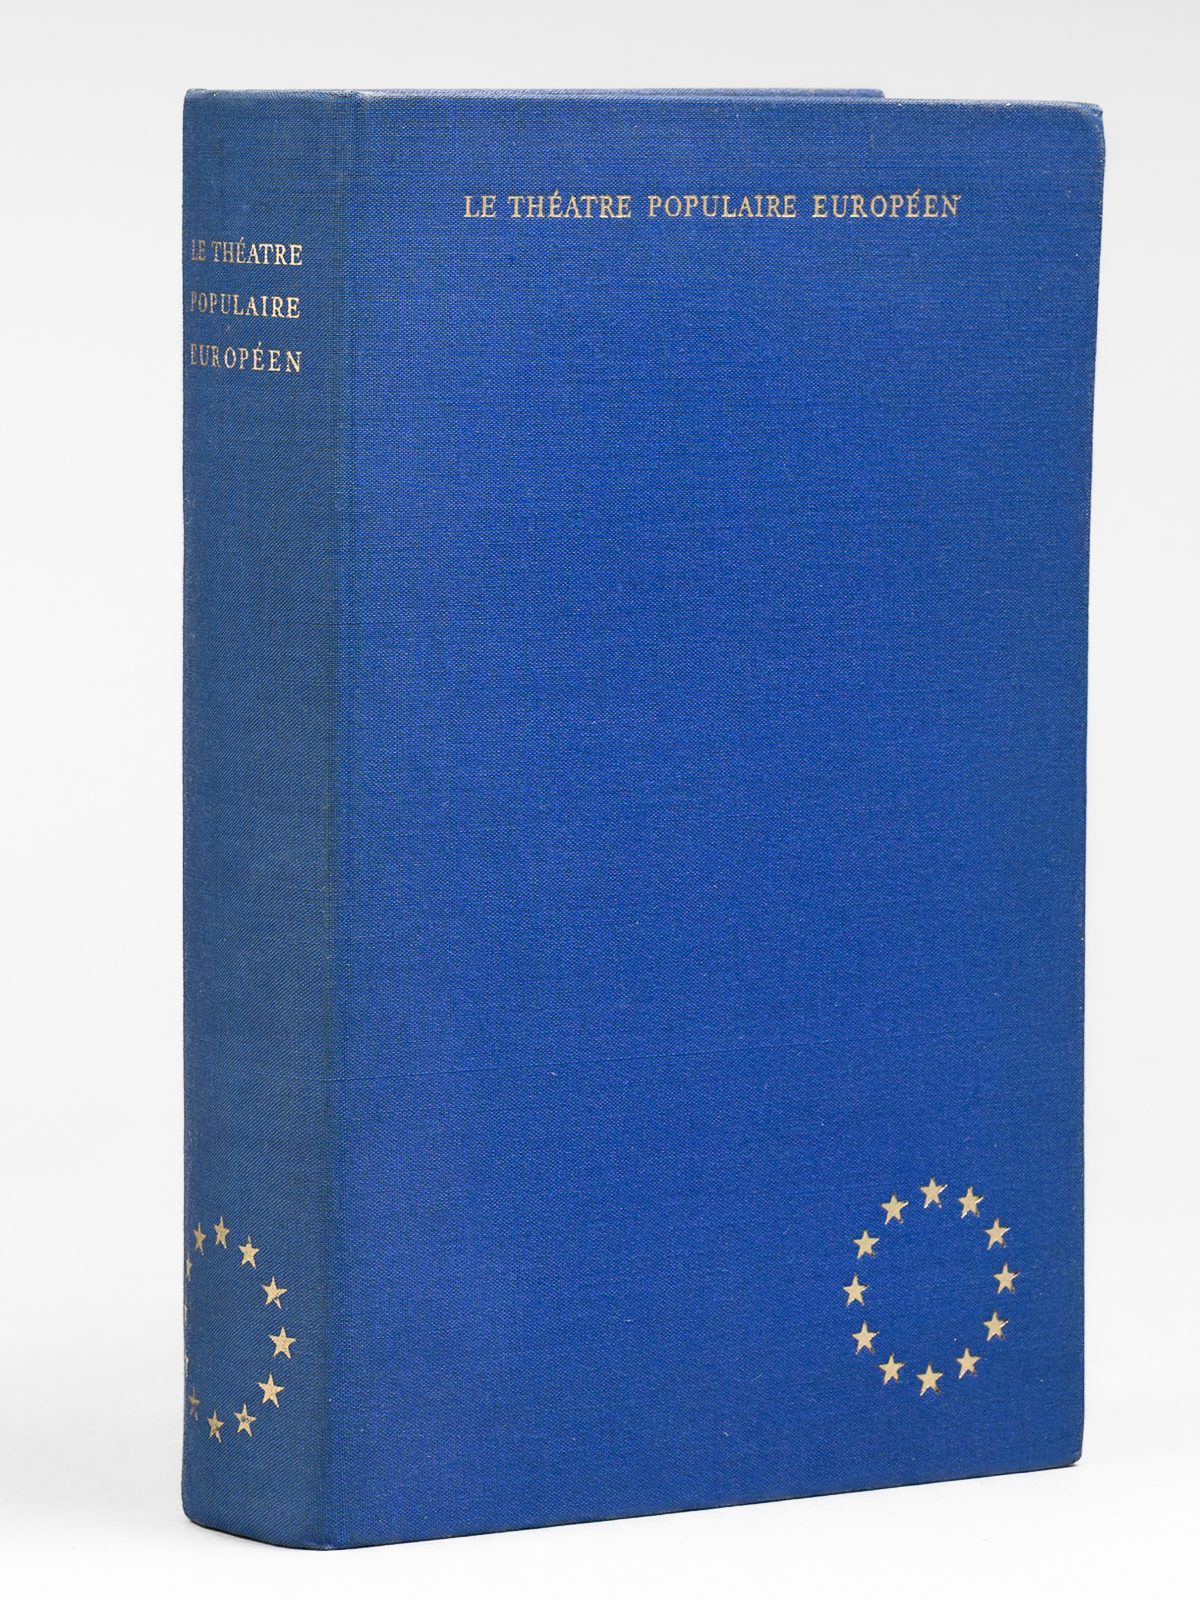 LE THÉATRE POPULAIRE EUROPÉEN
LE THÉATRE
POPULAIRE
EUROPÉEN